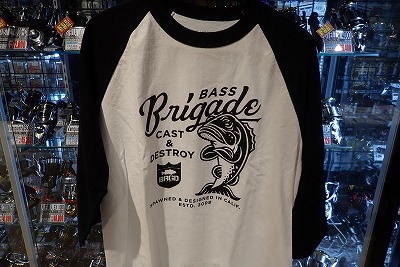 BASS
Brigade
CAST
&
DESTROY
BRGD
SPAWNED & DESIGNED IN CALIF.
ESTD. 2008